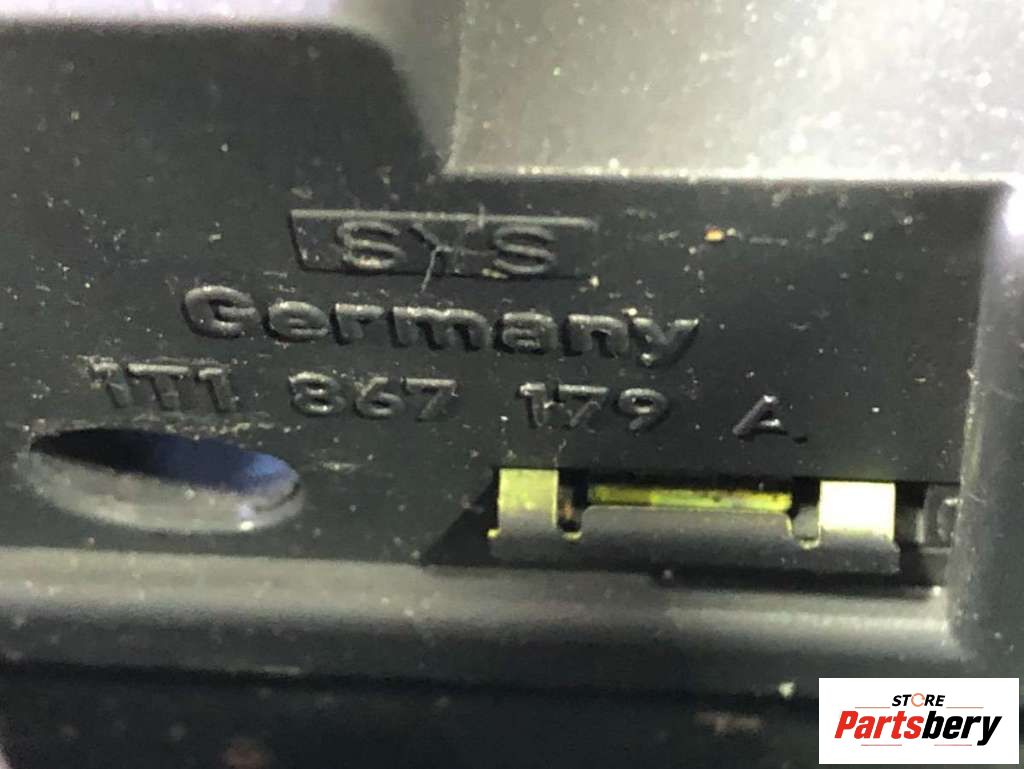 SYS
Germany
1T1 867 179 A.
STORE
Partsbery